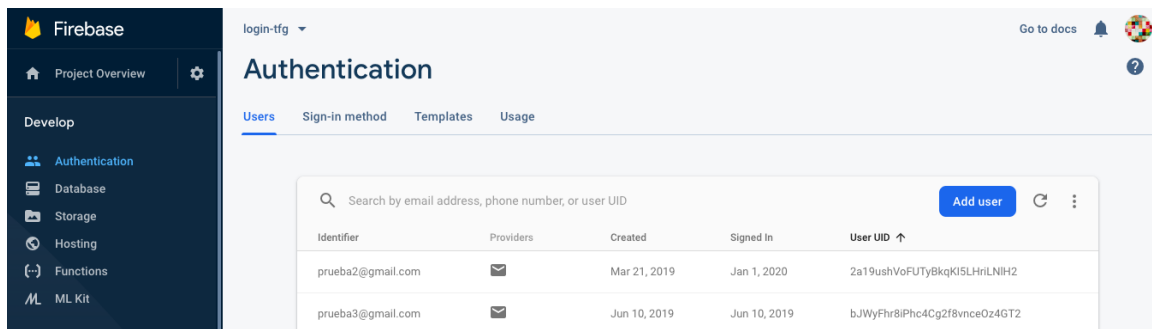 Firebase
login-tfg
Go to docs
Project Overview
Authentication
Develop
Users Sign-in method Templates Usage
Authentication
Database
Storage
Hosting
Functions
ML ML Kit
Search by email address, phone number, or user UID
Add user
Identifier Providers Created Signed In User UID
prueba2@gmail.com Mar 21, 2019 Jan 1, 2020 2a19ushVoFUTyBkqKI5LHriLNlH2
prueba3@gmail.com Jun 10, 2019 Jun 10, 2019 bJWyFhr8iPhc4Cg2f8vnceOz4GT2